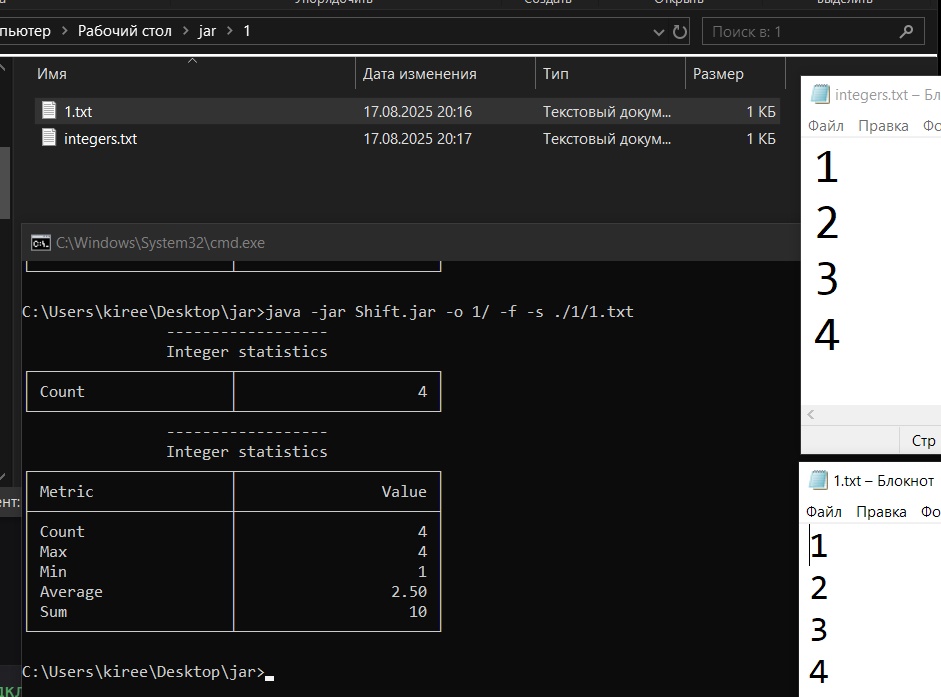 Упорядочить
Создать
Открыть
Выделить
Рабочий стол
jar
1
Поиск в: 1
Имя
Дата изменения
Тип
Размер
1.txt
17.08.2025 20:16
Текстовый докум...
1 КБ
integers.txt
17.08.2025 20:17
Текстовый докум...
1 КБ
C:\Windows\System32\cmd.exe
C:\Users\kiree\Desktop\jar>java -jar Shift.jar -o 1/ -f -s ./1/1.txt
------------------
Integer statistics
Count 4
------------------
Integer statistics
Metric Value
Count 4
Max 4
Min 1
Average 2.50
Sum 10
C:\Users\kiree\Desktop\jar>
integers.txt – Бл
Файл Правка Фо
1
2
3
4
Стр
1.txt – Блокнот
Файл Правка Фо
1
2
3
4